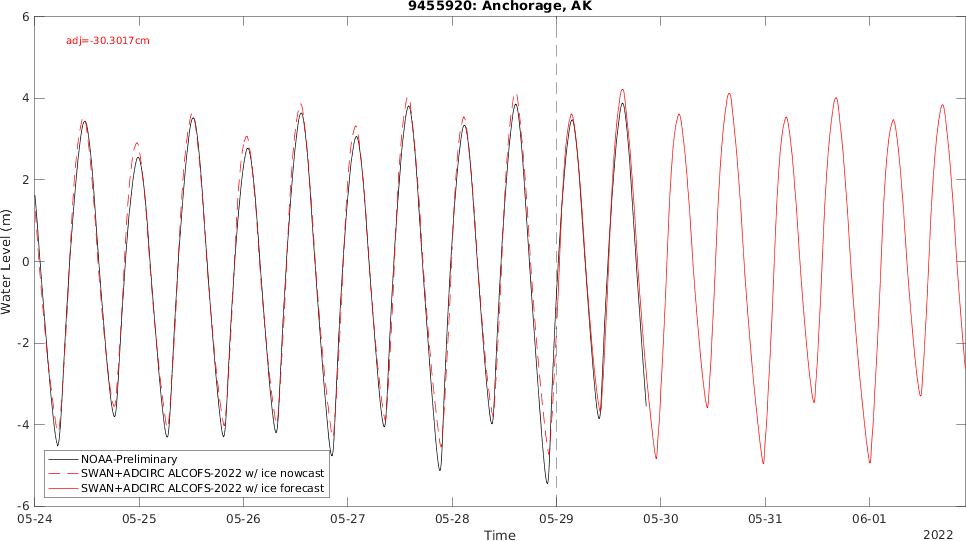 9455920: Anchorage, AK
adj=-30.3017cm
6
4
2
0
-2
-4
-6
Water Level (m)
NOAA-Preliminary
SWAN+ADCIRC ALCOFS-2022 w/ ice nowcast
SWAN+ADCIRC ALCOFS-2022 w/ ice forecast
05-24 05-25 05-26 05-27 05-28 05-29 05-30 05-31 06-01
Time
2022